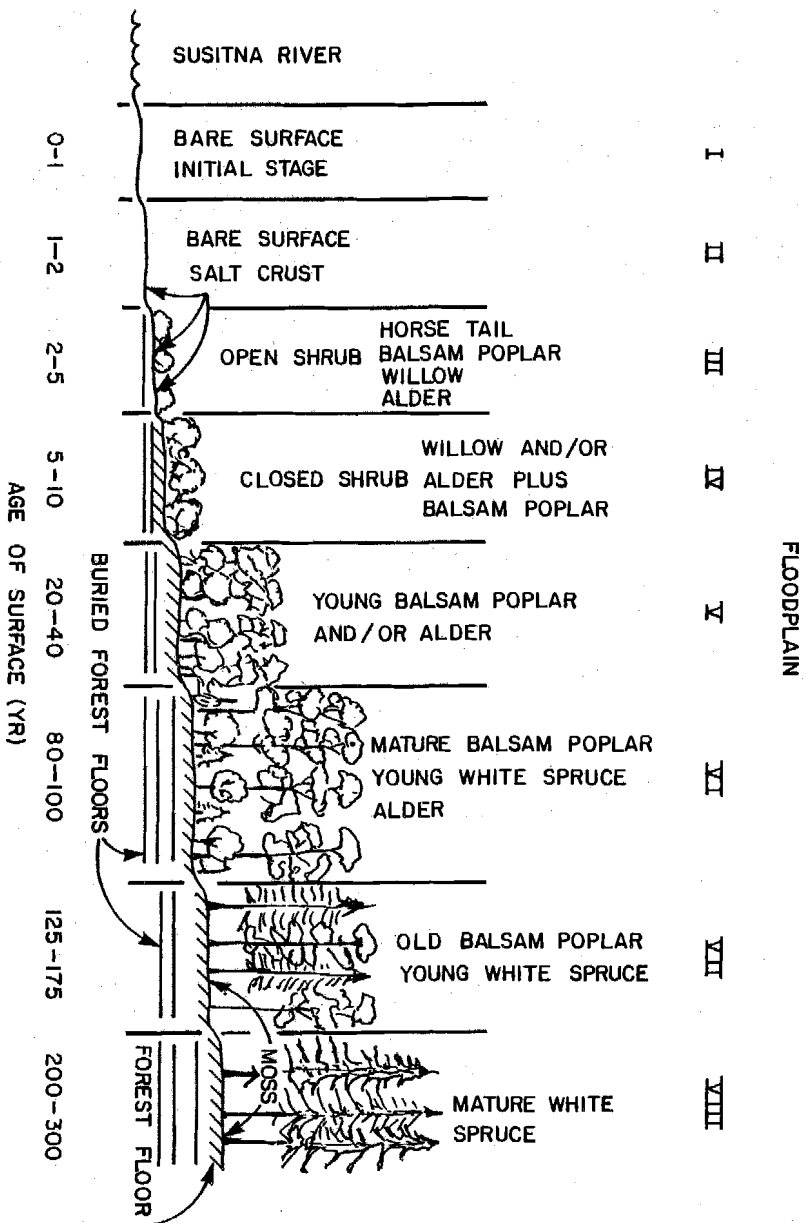 FLOODPLAIN
SUSITNA RIVER
I
BARE SURFACE
INITIAL STAGE
0-1
II
BARE SURFACE
SALT CRUST
1-2
III
OPEN SHRUB
HORSE TAIL
BALSAM POPLAR
WILLOW
ALDER
2-5
IV
CLOSED SHRUB
WILLOW AND/OR
ALDER PLUS
BALSAM POPLAR
5-10
V
YOUNG BALSAM POPLAR
AND/OR ALDER
20-40
VI
MATURE BALSAM POPLAR
YOUNG WHITE SPRUCE
ALDER
80-100
VII
OLD BALSAM POPLAR
YOUNG WHITE SPRUCE
125-175
VIII
MATURE WHITE
SPRUCE
200-300
MOSS
FOREST FLOOR
BURIED FOREST FLOORS
AGE OF SURFACE (YR)